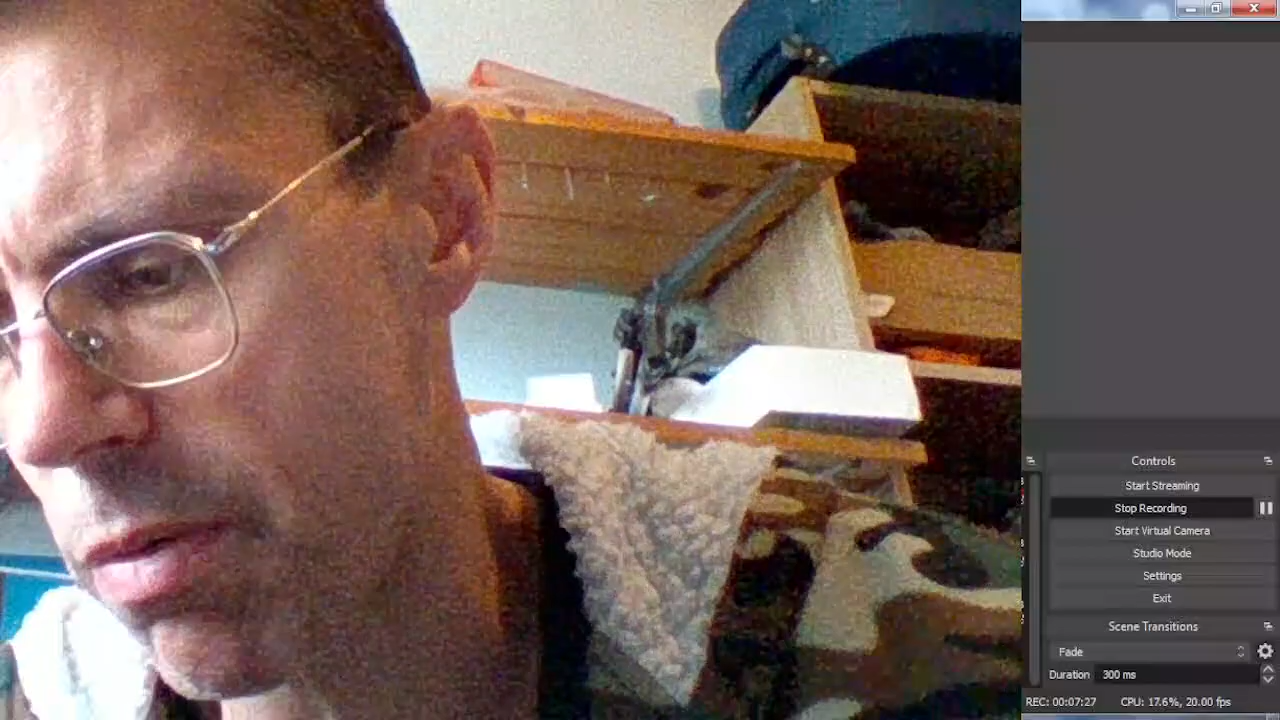 Controls
Start Streaming
Stop Recording
Start Virtual Camera
Studio Mode
Settings
Exit
Scene Transitions
Fade
Duration 300 ms
REC: 00:07:27 CPU: 17.6%, 20.00 fps